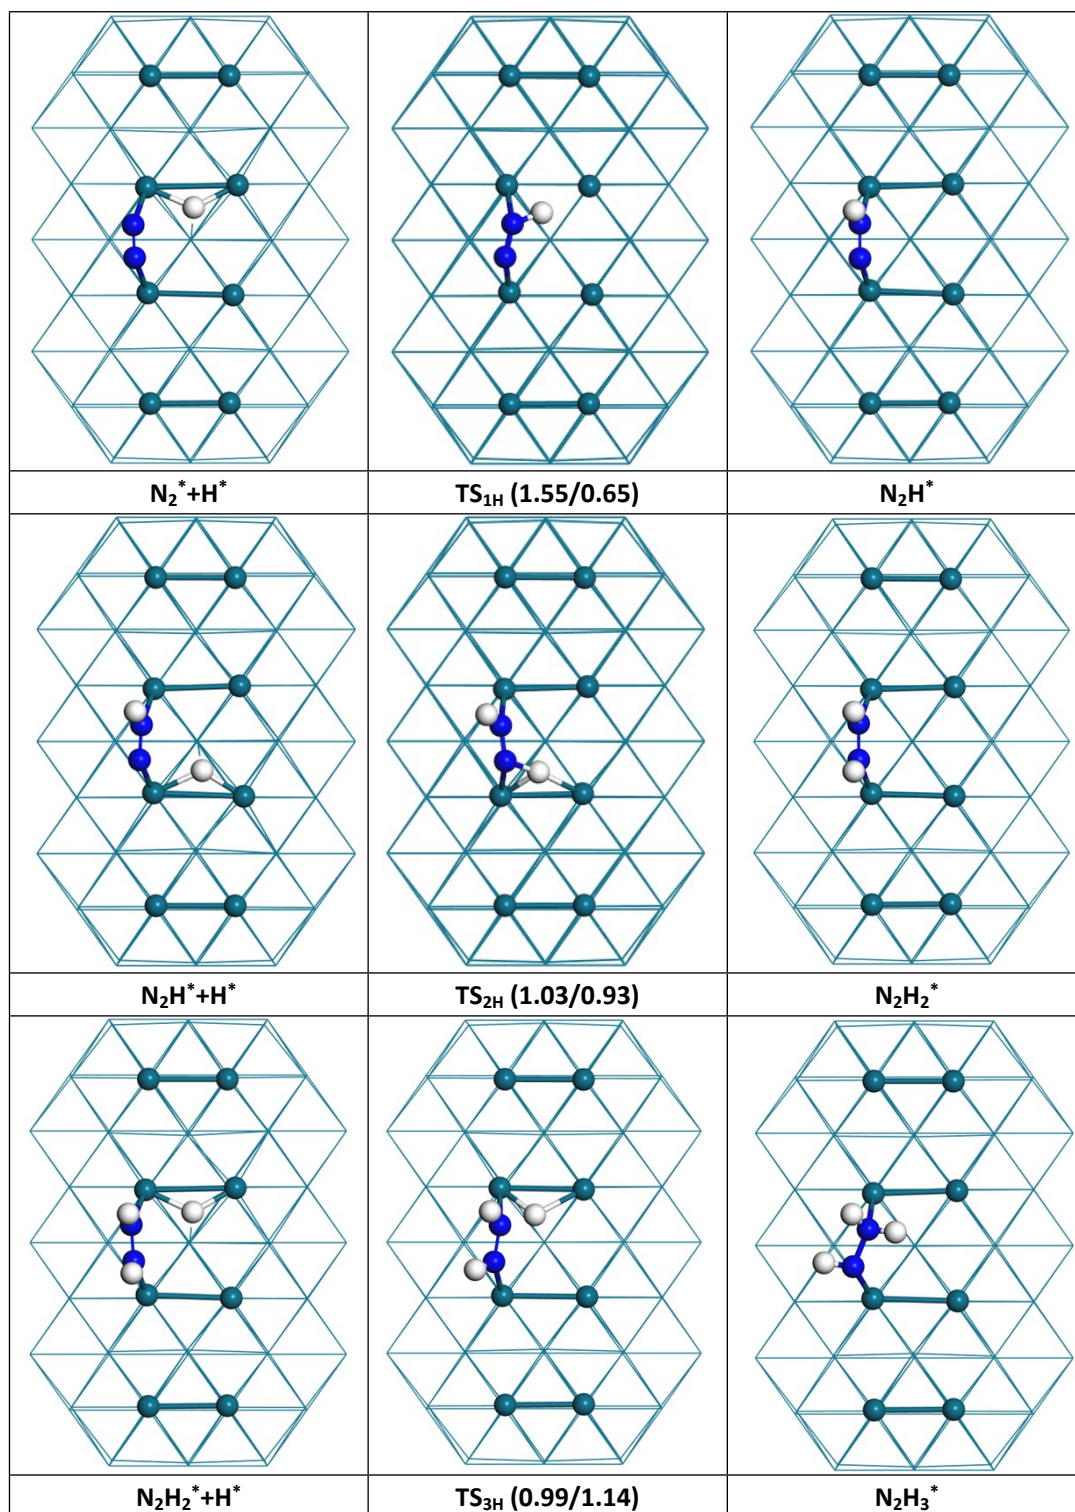 N₂*+H* TS₁H (1.55/0.65) N₂H*
N₂H*+H* TS₂H (1.03/0.93) N₂H₂*
N₂H₂*+H* TS₃H (0.99/1.14) N₂H₃*